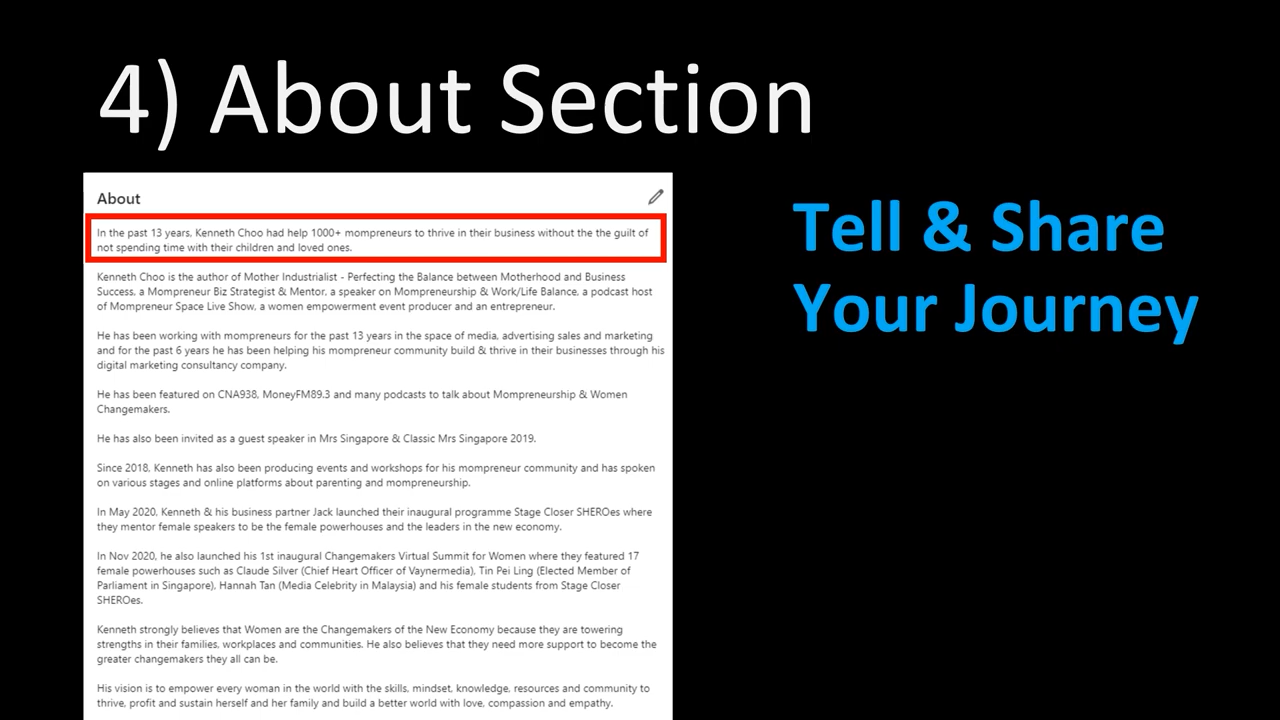 4) About Section
About
In the past 13 years, Kenneth Choo had help 1000+ mompreneurs to thrive in their business without the the guilt of
not spending time with their children and loved ones.
Kenneth Choo is the author of Mother Industrialist - Perfecting the Balance between Motherhood and Business
Success, a Mompreneur Biz Strategist & Mentor, a speaker on Mompreneurship & Work/Life Balance, a podcast host
of Mompreneur Space Live Show, a women empowerment event producer and an entrepreneur.
He has been working with mompreneurs for the past 13 years in the space of media, advertising sales and marketing
and for the past 6 years he has been helping his mompreneur community build & thrive in their businesses through his
digital marketing consultancy company.
He has been featured on CNA938, MoneyFM89.3 and many podcasts to talk about Mompreneurship & Women
Changemakers.
He has also been invited as a guest speaker in Mrs Singapore & Classic Mrs Singapore 2019.
Since 2018, Kenneth has also been producing events and workshops for his mompreneur community and has spoken
on various stages and online platforms about parenting and mompreneurship.
In May 2020, Kenneth & his business partner Jack launched their inaugural programme Stage Closer SHEROes where
they mentor female speakers to be the female powerhouses and the leaders in the new economy.
In Nov 2020, he also launched his 1st inaugural Changemakers Virtual Summit for Women where they featured 17
female powerhouses such as Claude Silver (Chief Heart Officer of Vaynermedia), Tin Pei Ling (Elected Member of
Parliament in Singapore), Hannah Tan (Media Celebrity in Malaysia) and his female students from Stage Closer
SHEROes.
Kenneth strongly believes that Women are the Changemakers of the New Economy because they are towering
strengths in their families, workplaces and communities. He also believes that they need more support to become the
greater changemakers they all can be.
His vision is to empower every woman in the world with the skills, mindset, knowledge, resources and community to
thrive, profit and sustain herself and her family and build a better world with love, compassion and empathy.
Tell & Share
Your Journey